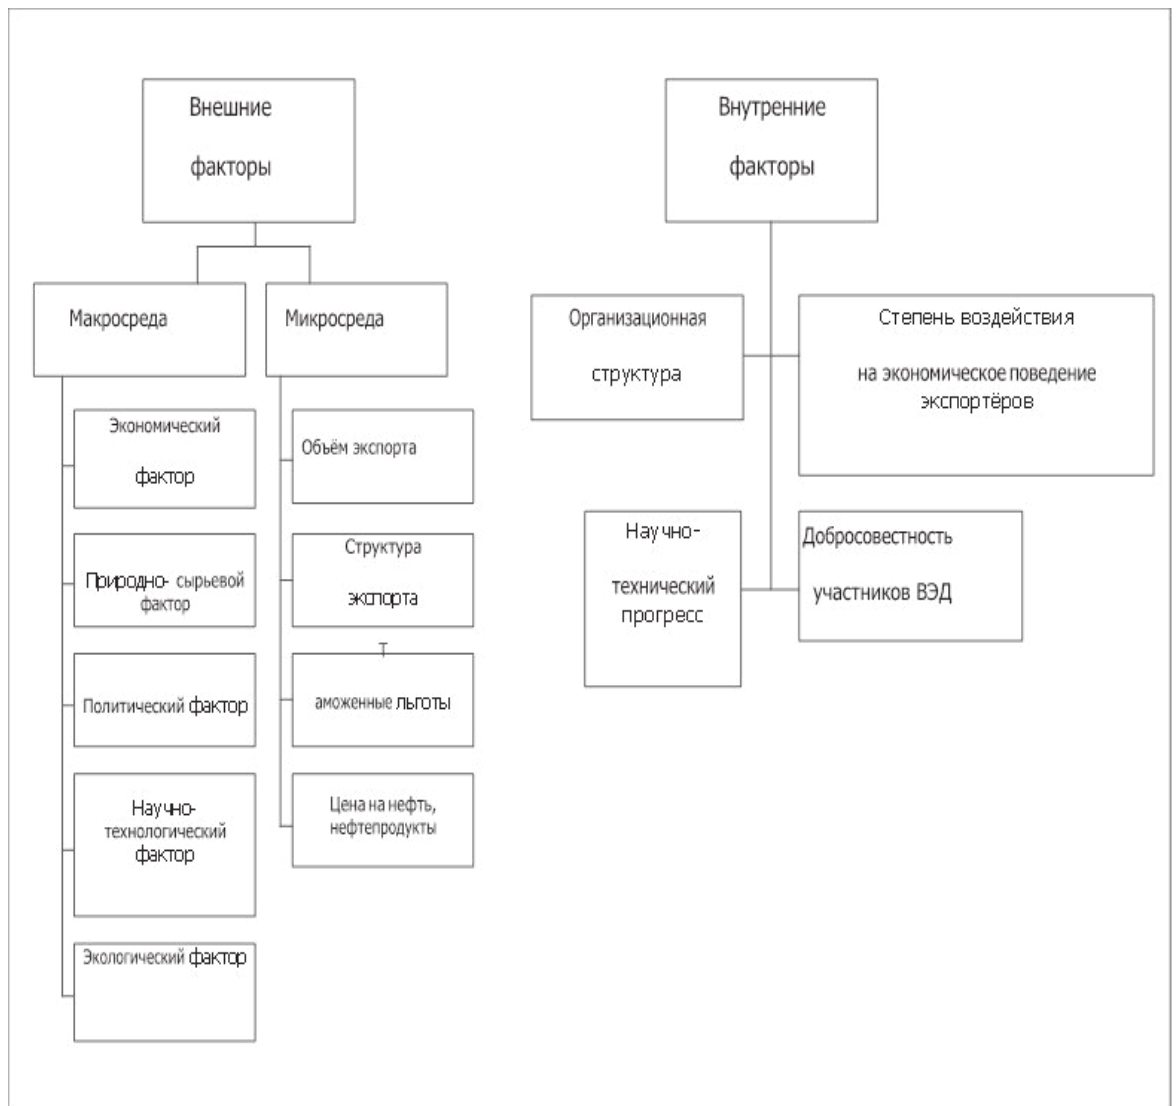 Внешние
факторы
Макросреда
Экономический
фактор
Природно- сырьевой
фактор
Политический фактор
Научно-
технологический
фактор
Экологический фактор
Микросреда
Объём экспорта
Структура
экспорта
Т
аможенные льготы
Цена на нефть,
нефтепродукты
Внутренние
факторы
Организационная
структура
Степень воздействия
на экономическое поведение
экспортёров
Научно-
технический
прогресс
Добросовестность
участников ВЭД